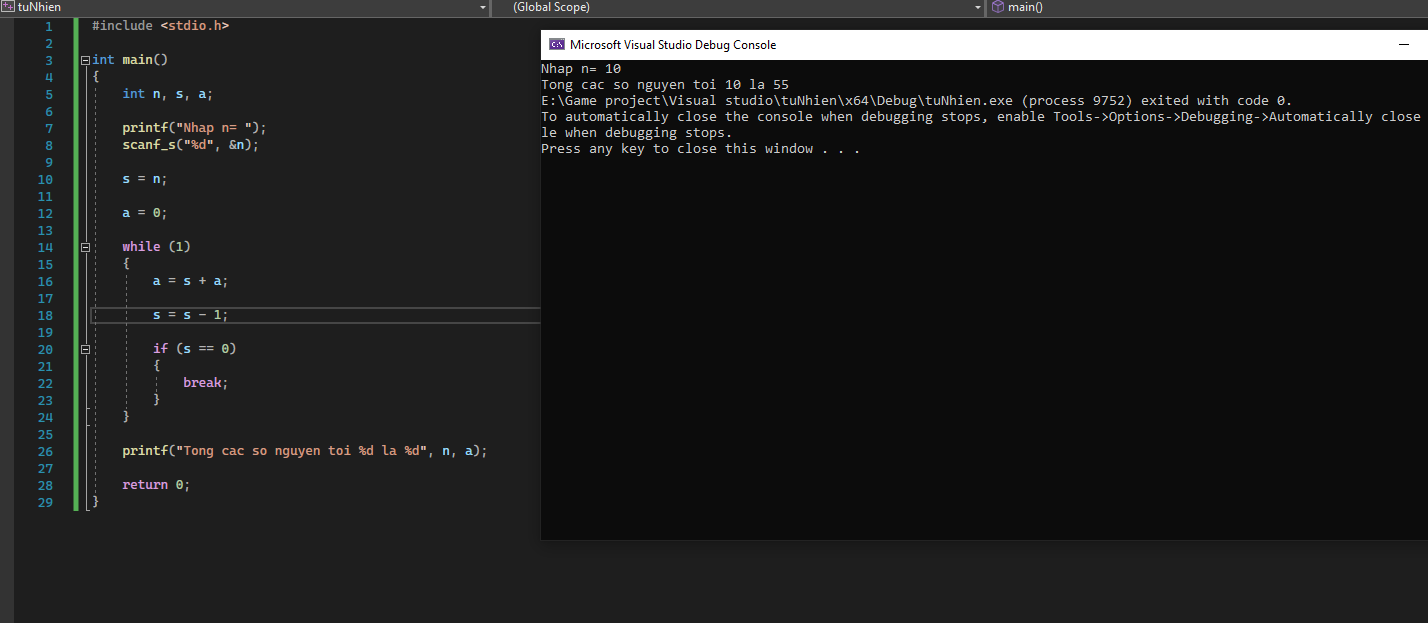 tuNhien (Global Scope) main()
1 #include <stdio.h>
2
3 int main()
4 {
5 int n, s, a;
6
7 printf("Nhap n= ");
8 scanf_s("%d", &n);
9
10 s = n;
11
12 a = 0;
13
14 while (1)
15 {
16 a = s + a;
17
18 s = s - 1;
19
20 if (s == 0)
21 {
22 break;
23 }
24 }
25
26 printf("Tong cac so nguyen toi %d la %d", n, a);
27
28 return 0;
29 }
Microsoft Visual Studio Debug Console
Nhap n= 10
Tong cac so nguyen toi 10 la 55
E:\Game project\Visual studio\tuNhien\x64\Debug\tuNhien.exe (process 9752) exited with code 0.
To automatically close the console when debugging stops, enable Tools->Options->Debugging->Automatically close
le when debugging stops.
Press any key to close this window . . .